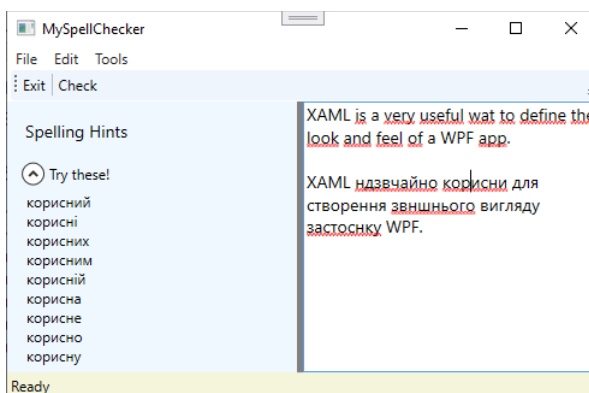 MySpellChecker
File Edit Tools
Exit Check
Spelling Hints
Try these!
корисний
корисні
корисних
корисним
корисній
корисна
корисне
корисно
корисну
XAML is a very useful wat to define the
look and feel of a WPF app.
XAML ндзвчайно корисни для
створення звншнього вигляду
застоснку WPF.
Ready